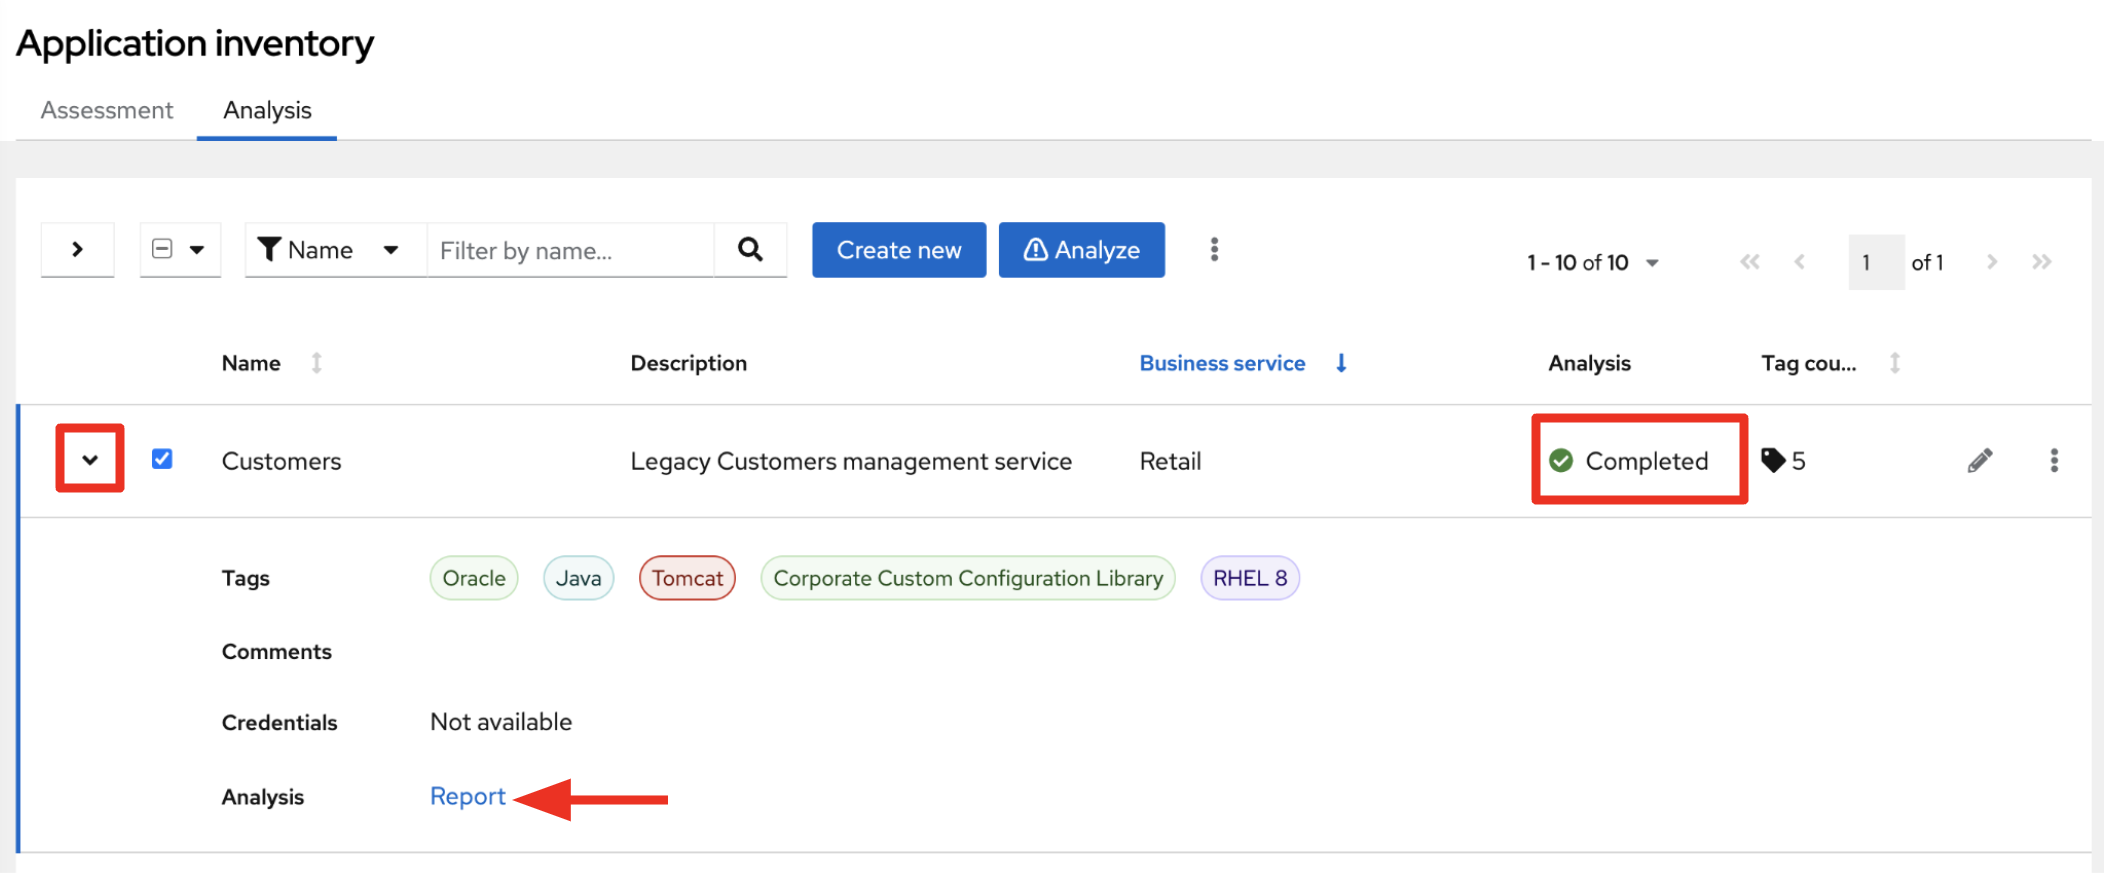 Application inventory
Assessment Analysis
Name Filter by name... Create new Analyze 1 - 10 of 10 1 of 1
Name Description Business service Analysis Tag cou...
Customers Legacy Customers management service Retail Completed 5
Tags Oracle Java Tomcat Corporate Custom Configuration Library RHEL 8
Comments
Credentials Not available
Analysis Report